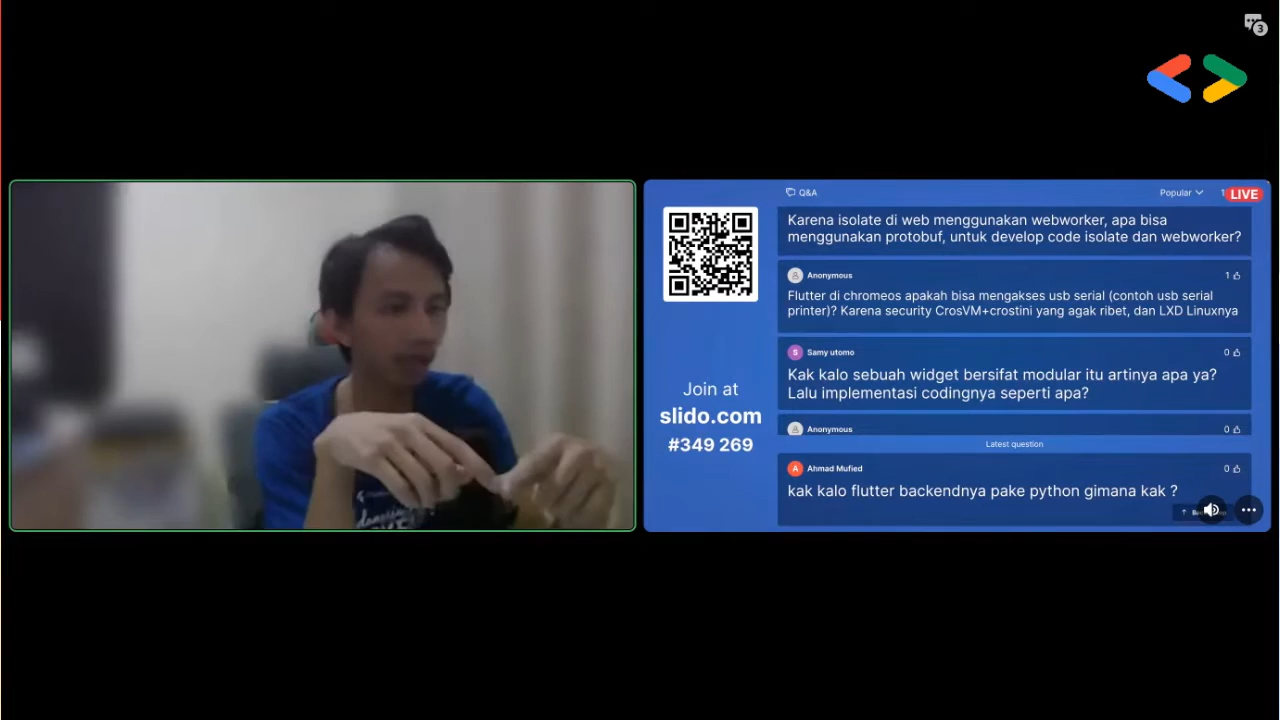 3
Q&A
Popular
LIVE
Karena isolate di web menggunakan webworker, apa bisa
menggunakan protobuf, untuk develop code isolate dan webworker?
Anonymous
1
Flutter di chromeos apakah bisa mengakses usb serial (contoh usb serial
printer)? Karena security CrosVM+crostini yang agak ribet, dan LXD Linuxnya
S
Samy utomo
0
Kak kalo sebuah widget bersifat modular itu artinya apa ya?
Lalu implementasi codingnya seperti apa?
Anonymous
0
Latest question
A
Ahmad Mufied
0
kak kalo flutter backendnya pake python gimana kak ?
Join at
slido.com
#349 269